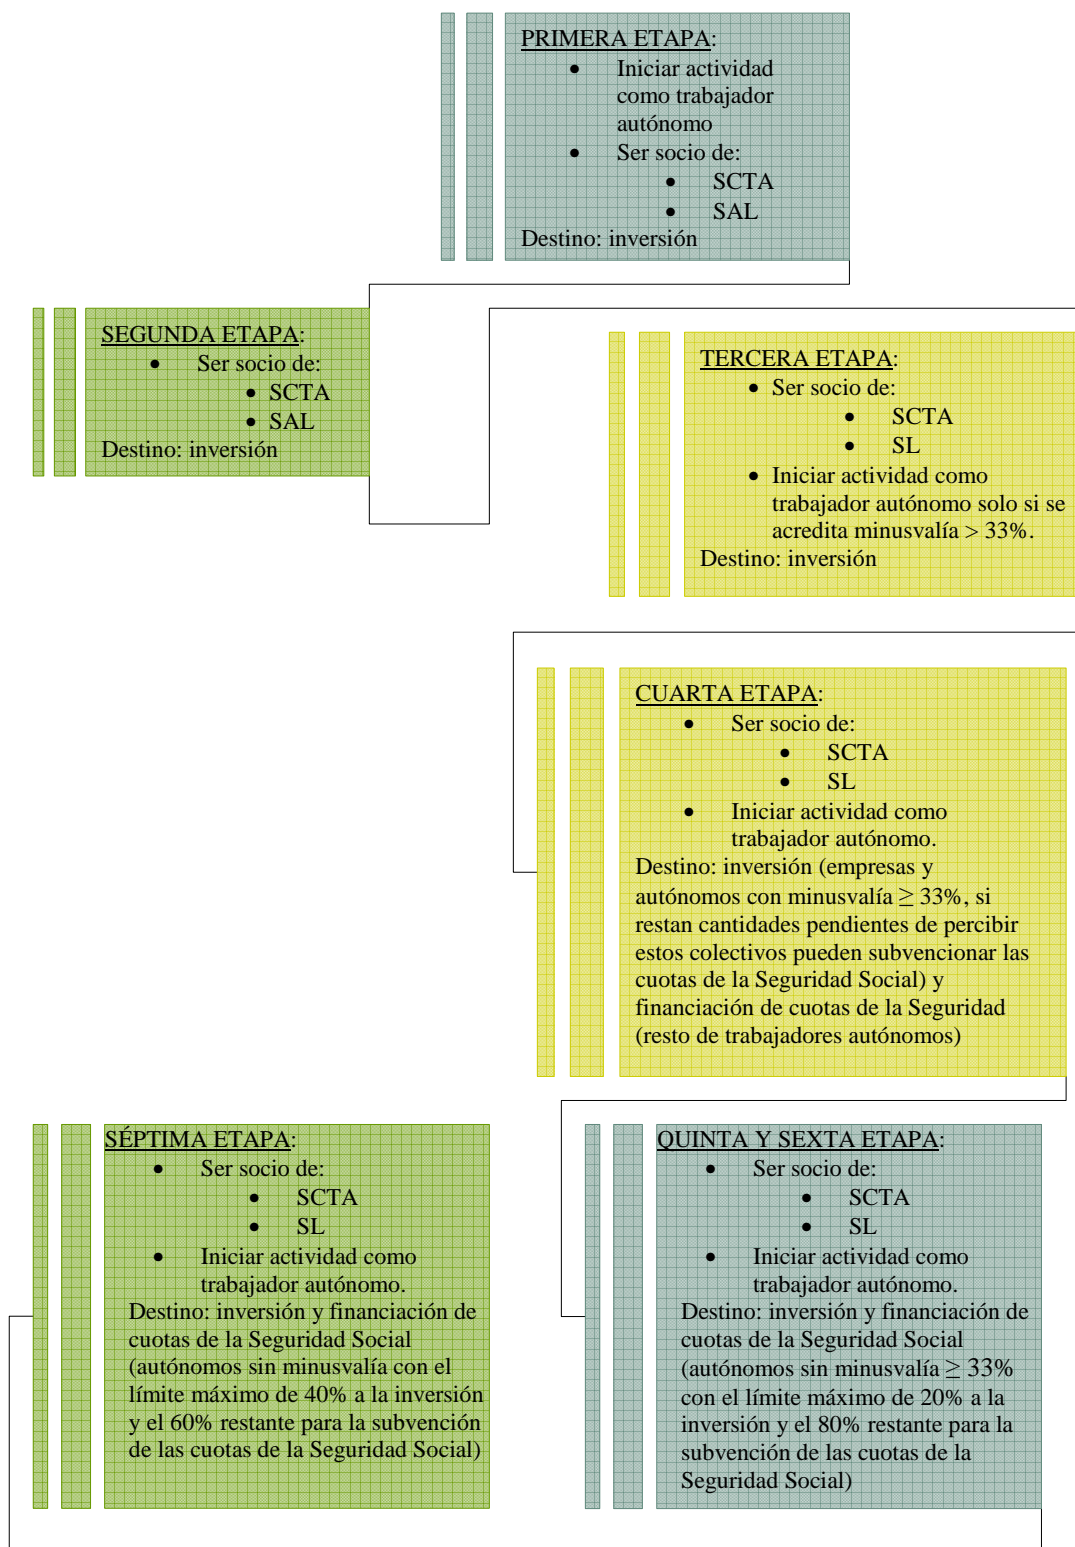 PRIMERA ETAPA:
• Iniciar actividad
como trabajador
autónomo
• Ser socio de:
• SCTA
• SAL
Destino: inversión
SEGUNDA ETAPA:
• Ser socio de:
• SCTA
• SAL
Destino: inversión
TERCERA ETAPA:
• Ser socio de:
• SCTA
• SL
• Iniciar actividad como
trabajador autónomo solo si se
acredita minusvalía > 33%.
Destino: inversión
CUARTA ETAPA:
• Ser socio de:
• SCTA
• SL
• Iniciar actividad como
trabajador autónomo.
Destino: inversión (empresas y
autónomos con minusvalía ≥ 33%, si
restan cantidades pendientes de percibir
estos colectivos pueden subvencionar las
cuotas de la Seguridad Social) y
financiación de cuotas de la Seguridad
(resto de trabajadores autónomos)
QUINTA Y SEXTA ETAPA:
• Ser socio de:
• SCTA
• SL
• Iniciar actividad como
trabajador autónomo.
Destino: inversión y financiación de
cuotas de la Seguridad Social
(autónomos sin minusvalía ≥ 33%
con el límite máximo de 20% a la
inversión y el 80% restante para la
subvención de las cuotas de la
Seguridad Social)
SÉPTIMA ETAPA:
• Ser socio de:
• SCTA
• SL
• Iniciar actividad como
trabajador autónomo.
Destino: inversión y financiación de
cuotas de la Seguridad Social
(autónomos sin minusvalía con el
límite máximo de 40% a la inversión
y el 60% restante para la subvención
de las cuotas de la Seguridad Social)